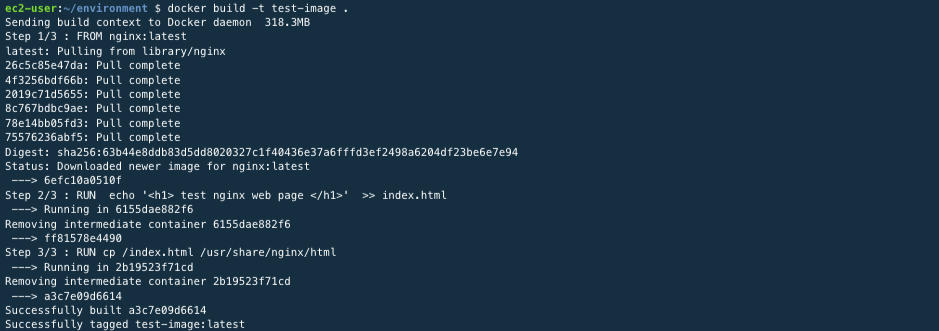 ec2-user:~/environment $ docker build -t test-image .
Sending build context to Docker daemon  318.3MB
Step 1/3 : FROM nginx:latest
latest: Pulling from library/nginx
26c5c85e47da: Pull complete
4f3256bdf66b: Pull complete
2019c71d5655: Pull complete
8c767bdbc9ae: Pull complete
78e14bb05fd3: Pull complete
75576236abf5: Pull complete
Digest: sha256:63b44e8ddb83d5dd8020327c1f40436e37a6fffd3ef2498a6204df23be6e7e94
Status: Downloaded newer image for nginx:latest
 ---> 6efc10a0510f
Step 2/3 : RUN  echo '<h1> test nginx web page </h1>'  >> index.html
 ---> Running in 6155dae882f6
Removing intermediate container 6155dae882f6
 ---> ff81578e4490
Step 3/3 : RUN cp /index.html /usr/share/nginx/html
 ---> Running in 2b19523f71cd
Removing intermediate container 2b19523f71cd
 ---> a3c7e09d6614
Successfully built a3c7e09d6614
Successfully tagged test-image:latest